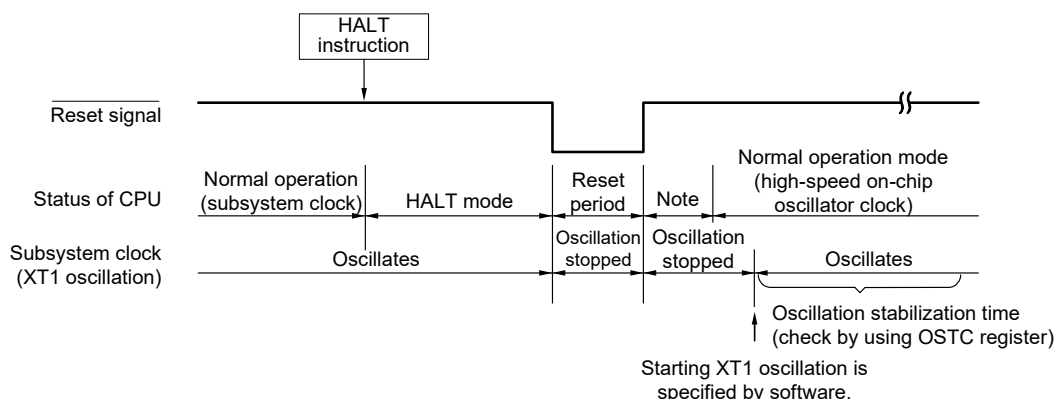 HALT
instruction
Reset signal
Status of CPU
Normal operation
(subsystem clock)
HALT mode
Reset
period
Note
Normal operation mode
(high-speed on-chip
oscillator clock)
Subsystem clock
(XT1 oscillation)
Oscillates
Oscillation
stopped
Oscillation
stopped
Oscillates
Oscillation stabilization time
(check by using OSTC register)
Starting XT1 oscillation is
specified by software.